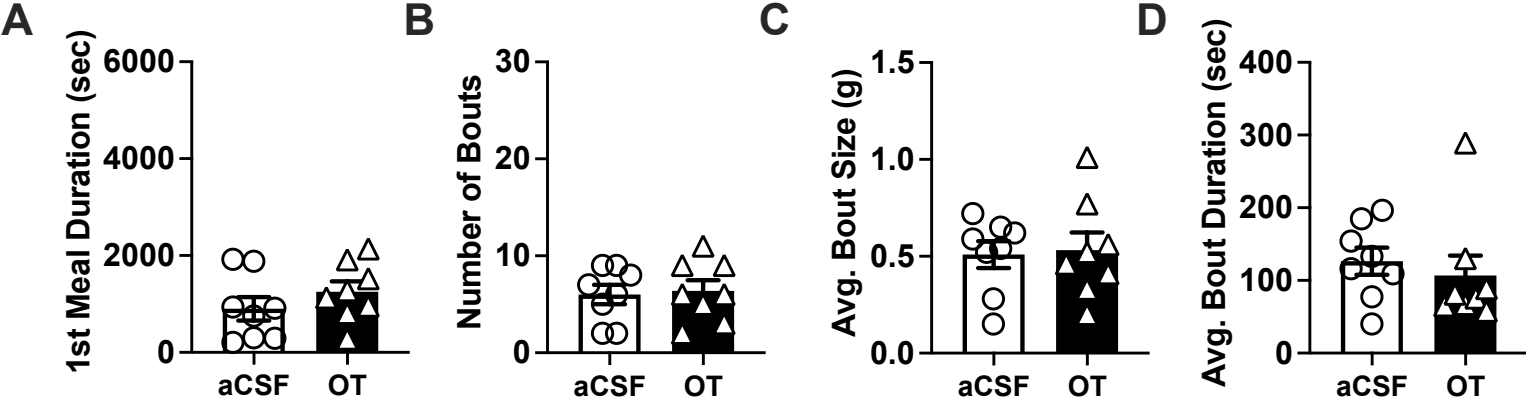 A
1st Meal Duration (sec)
6000
4000
2000
0
aCSF
OT
B
Number of Bouts
30
20
10
0
aCSF
OT
C
Avg. Bout Size (g)
1.5
1.0
0.5
0.0
aCSF
OT
D
Avg. Bout Duration (sec)
400
300
200
100
0
aCSF
OT